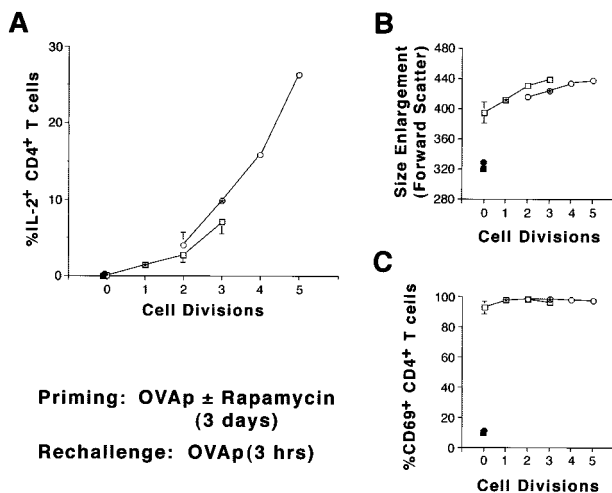 A
%IL-2+ CD4+ T cells
30
20
10
0
0 1 2 3 4 5
Cell Divisions
Priming: OVAp ± Rapamycin
(3 days)
Rechallenge: OVAp (3 hrs)
B
Size Enlargement
(Forward Scatter)
440
400
360
320
280
0 1 2 3 4 5
Cell Divisions
C
%CD69+ CD4+ T cells
100
80
60
40
20
0
0 1 2 3 4 5
Cell Divisions